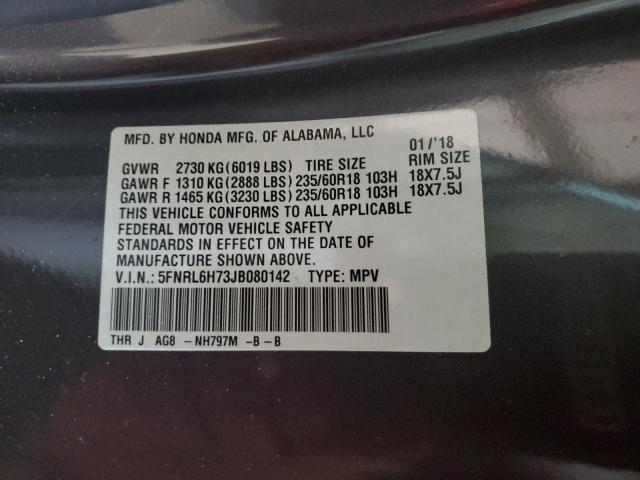 MFD. BY HONDA MFG. OF ALABAMA, LLC 01/'18
GVWR 2730 KG(6019 LBS) TIRE SIZE RIM SIZE
GAWR F 1310 KG(2888 LBS)235/60R18 103H 18X7.5J
GAWR R 1465 KG(3230 LBS)235/60R18 103H 18X7.5J
THIS VEHICLE CONFORMS TO ALL APPLICABLE
FEDERAL MOTOR VEHICLE SAFETY
STANDARDS IN EFFECT ON THE DATE OF
MANUFACTURE SHOWN ABOVE.
V.I.N.: 5FNRL6H73JB080142 TYPE: MPV
THR J AG8 - NH797M -B - B